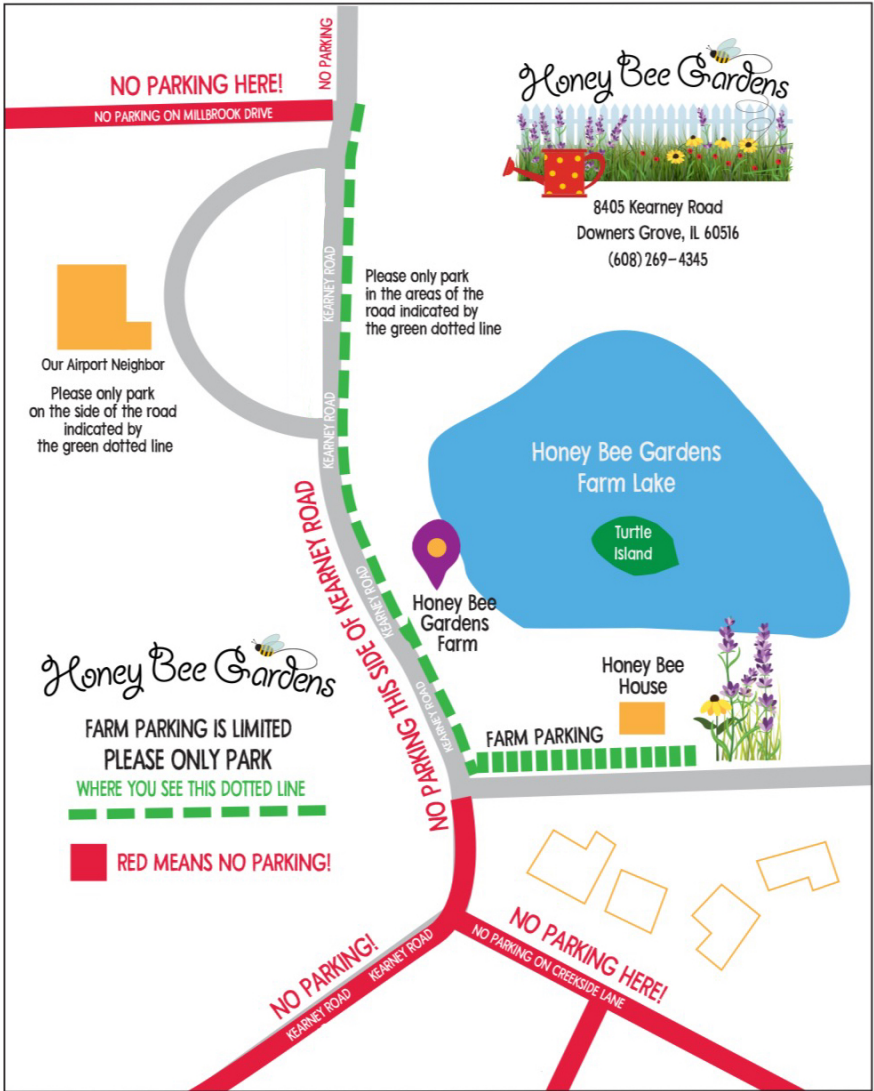 NO PARKING HERE!
NO PARKING ON MILLBROOK DRIVE
NO PARKING
Honey Bee Gardens
8405 Kearney Road
Downers Grove, IL 60516
(608) 269-4345
KEARNEY ROAD
Please only park
in the areas of the
road indicated by
the green dotted line
Our Airport Neighbor
Please only park
on the side of the road
indicated by
the green dotted line
KEARNEY ROAD
Honey Bee Gardens
Farm Lake
Turtle
Island
NO PARKING THIS SIDE OF KEARNEY ROAD
KEARNEY ROAD
KEARNEY ROAD
Honey Bee
Gardens
Farm
Honey Bee
House
FARM PARKING
Honey Bee Gardens
FARM PARKING IS LIMITED
PLEASE ONLY PARK
WHERE YOU SEE THIS DOTTED LINE
RED MEANS NO PARKING!
NO PARKING!
KEARNEY ROAD
KEARNEY ROAD
NO PARKING HERE!
NO PARKING ON CREEKSIDE LANE